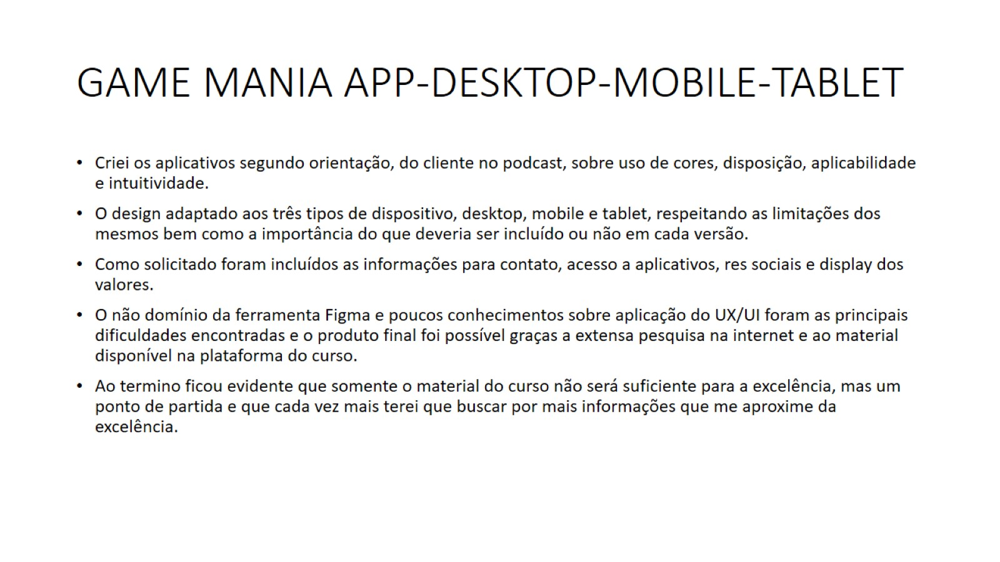 GAME MANIA APP-DESKTOP-MOBILE-TABLET
• Criei os aplicativos segundo orientação, do cliente no podcast, sobre uso de cores, disposição, aplicabilidade
e intuitividade.
• O design adaptado aos três tipos de dispositivo, desktop, mobile e tablet, respeitando as limitações dos
mesmos bem como a importância do que deveria ser incluído ou não em cada versão.
• Como solicitado foram incluídos as informações para contato, acesso a aplicativos, res sociais e display dos
valores.
• O não domínio da ferramenta Figma e poucos conhecimentos sobre aplicação do UX/UI foram as principais
dificuldades encontradas e o produto final foi possível graças a extensa pesquisa na internet e ao material
disponível na plataforma do curso.
• Ao termino ficou evidente que somente o material do curso não será suficiente para a excelência, mas um
ponto de partida e que cada vez mais terei que buscar por mais informações que me aproxime da
excelência.